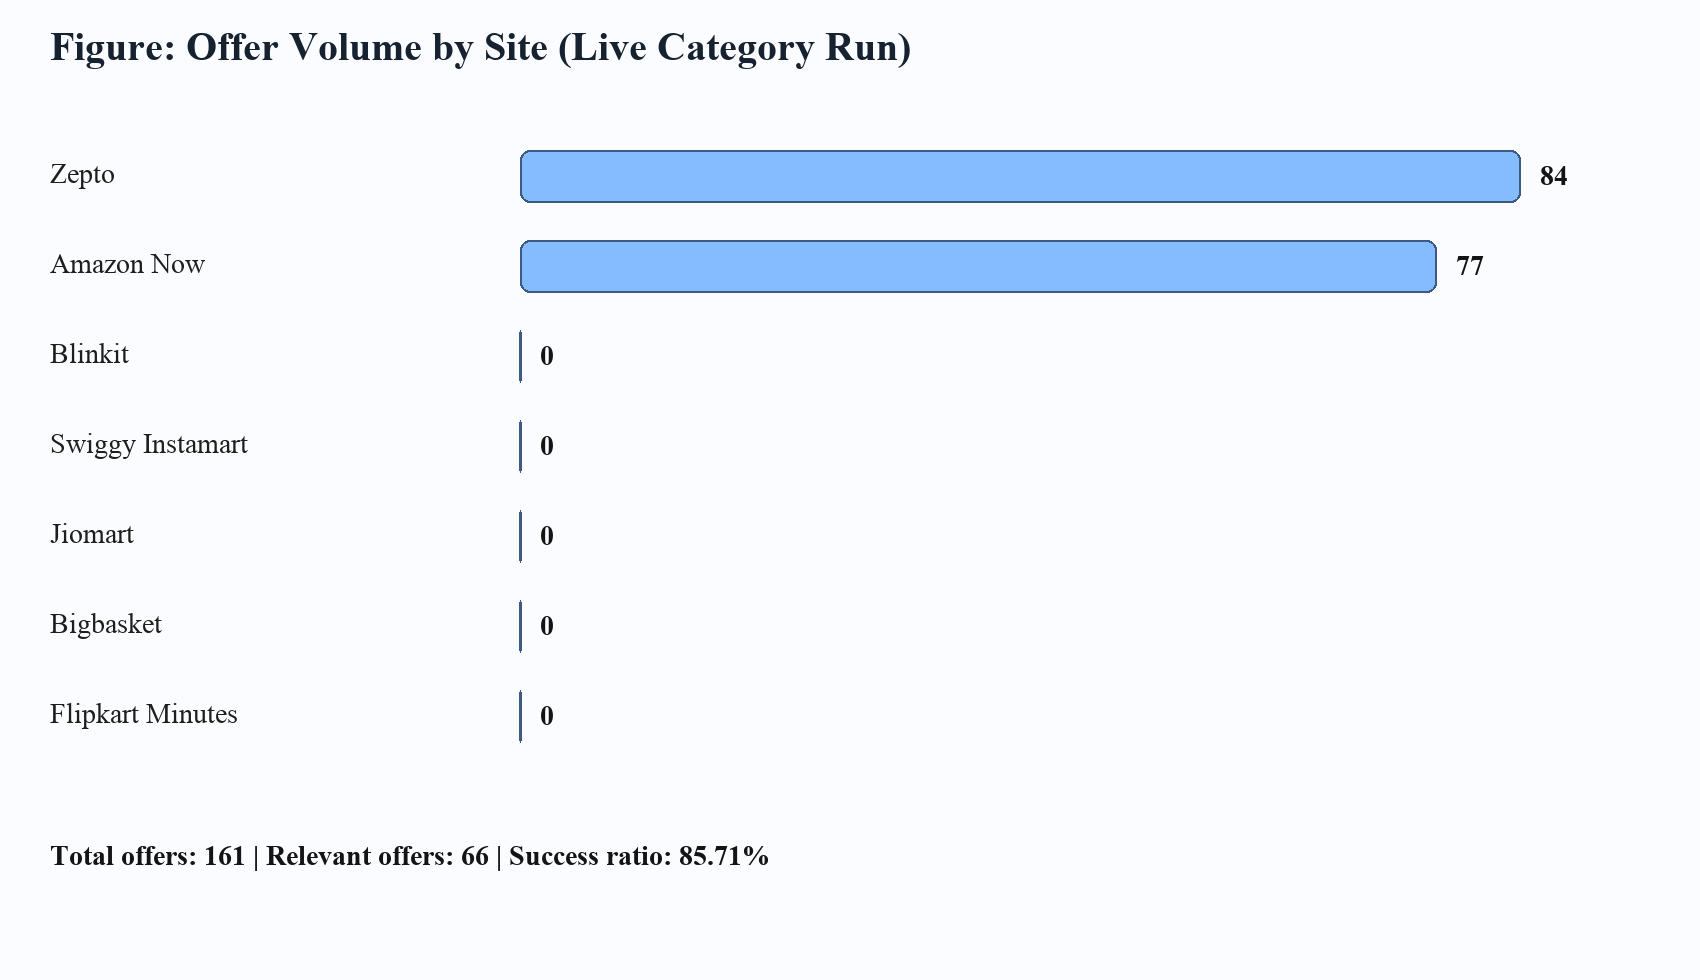 Figure: Offer Volume by Site (Live Category Run)
Zepto 84
Amazon Now 77
Blinkit 0
Swiggy Instamart 0
Jiomart 0
Bigbasket 0
Flipkart Minutes 0
Total offers: 161 | Relevant offers: 66 | Success ratio: 85.71%